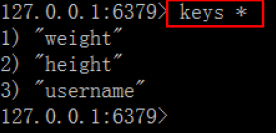 127.0.0.1:6379> keys *
1) "weight"
2) "height"
3) "username"
127.0.0.1:6379>